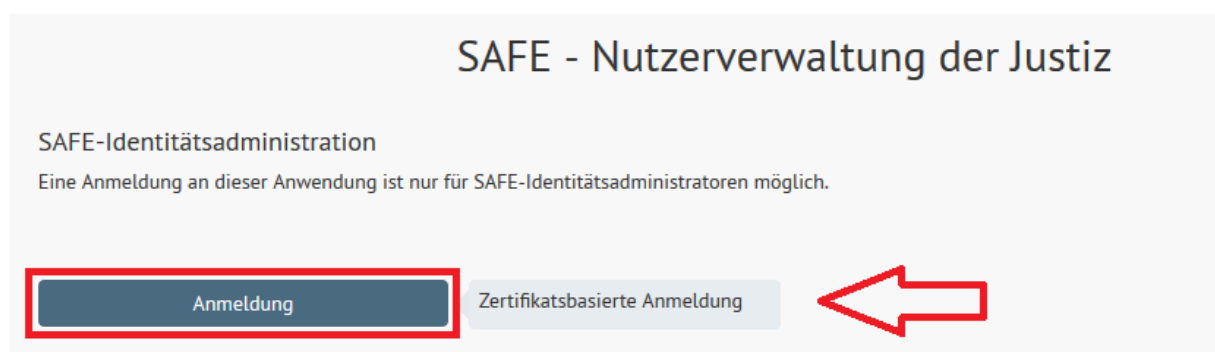 SAFE - Nutzerverwaltung der Justiz
SAFE-Identitätsadministration
Eine Anmeldung an dieser Anwendung ist nur für SAFE-Identitätsadministratoren möglich.
Anmeldung
Zertifikatsbasierte Anmeldung